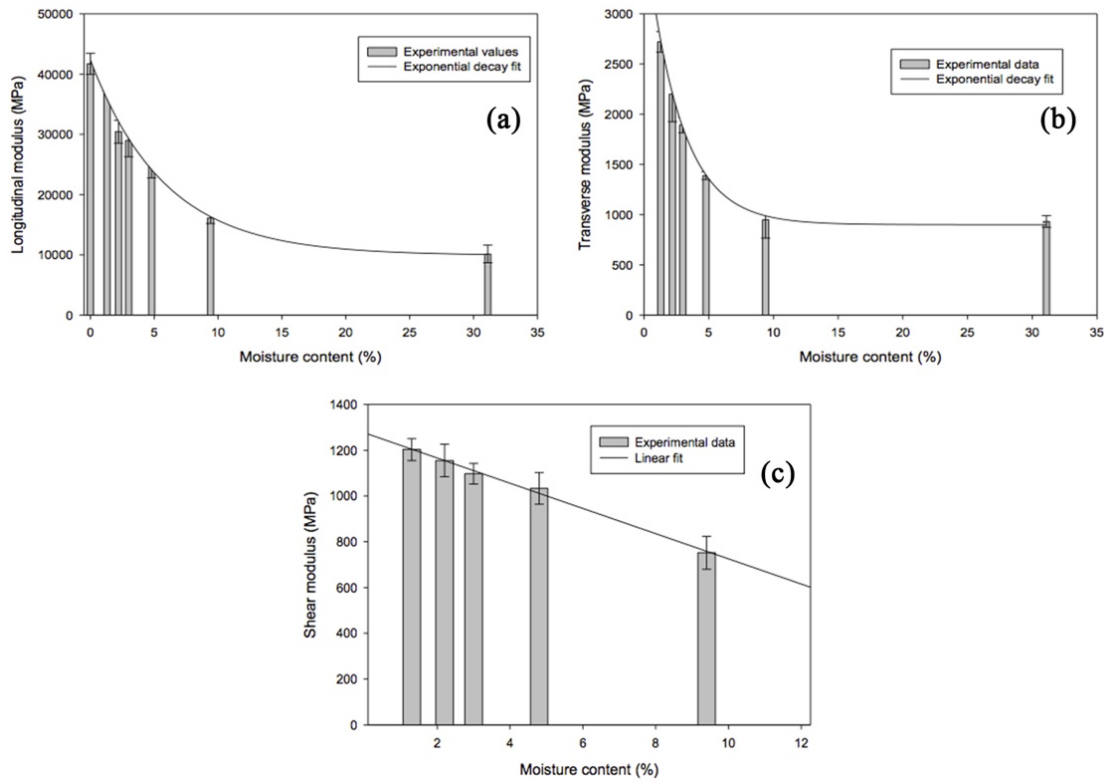 50000
40000
30000
20000
10000
0
Longitudinal modulus (MPa)
Experimental values
Exponential decay fit
(a)
0 5 10 15 20 25 30 35
Moisture content (%)
3000
2500
2000
1500
1000
500
0
Transverse modulus (MPa)
Experimental data
Exponential decay fit
(b)
0 5 10 15 20 25 30 35
Moisture content (%)
1400
1200
1000
800
600
400
200
0
Shear modulus (MPa)
Experimental data
Linear fit
(c)
2 4 6 8 10 12
Moisture content (%)